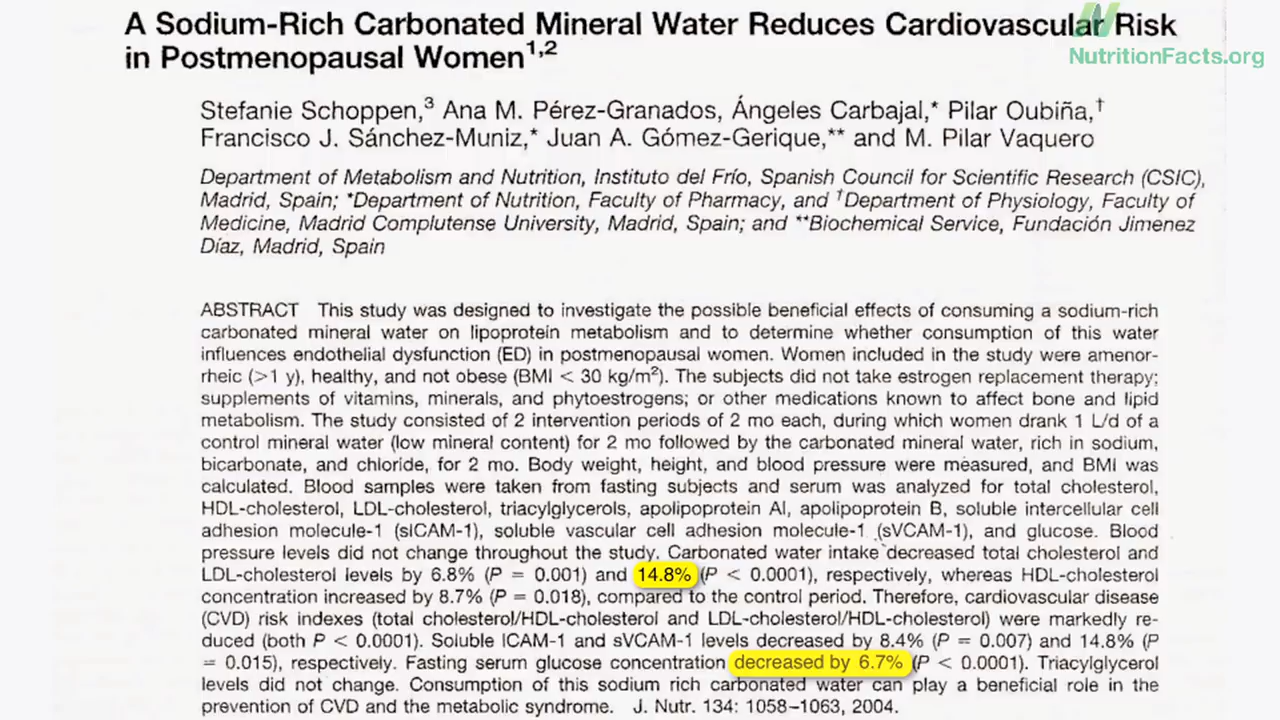 A Sodium-Rich Carbonated Mineral Water Reduces Cardiovascular Risk
in Postmenopausal Women1,2
NutritionFacts.org
Stefanie Schoppen,3 Ana M. Pérez-Granados, Ángeles Carbajal,* Pilar Oubiña,†
Francisco J. Sánchez-Muniz,* Juan A. Gómez-Gerique,** and M. Pilar Vaquero
Department of Metabolism and Nutrition, Instituto del Frío, Spanish Council for Scientific Research (CSIC),
Madrid, Spain; *Department of Nutrition, Faculty of Pharmacy, and †Department of Physiology, Faculty of
Medicine, Madrid Complutense University, Madrid, Spain; and **Biochemical Service, Fundación Jimenez
Díaz, Madrid, Spain
ABSTRACT This study was designed to investigate the possible beneficial effects of consuming a sodium-rich
carbonated mineral water on lipoprotein metabolism and to determine whether consumption of this water
influences endothelial dysfunction (ED) in postmenopausal women. Women included in the study were amenor-
rheic (>1 y), healthy, and not obese (BMI < 30 kg/m2). The subjects did not take estrogen replacement therapy;
supplements of vitamins, minerals, and phytoestrogens; or other medications known to affect bone and lipid
metabolism. The study consisted of 2 intervention periods of 2 mo each, during which women drank 1 L/d of a
control mineral water (low mineral content) for 2 mo followed by the carbonated mineral water, rich in sodium,
bicarbonate, and chloride, for 2 mo. Body weight, height, and blood pressure were measured, and BMI was
calculated. Blood samples were taken from fasting subjects and serum was analyzed for total cholesterol,
HDL-cholesterol, LDL-cholesterol, triacylglycerols, apolipoprotein AI, apolipoprotein B, soluble intercellular cell
adhesion molecule-1 (sICAM-1), soluble vascular cell adhesion molecule-1 (sVCAM-1), and glucose. Blood
pressure levels did not change throughout the study. Carbonated water intake decreased total cholesterol and
LDL-cholesterol levels by 6.8% (P = 0.001) and 14.8% (P < 0.0001), respectively, whereas HDL-cholesterol
concentration increased by 8.7% (P = 0.018), compared to the control period. Therefore, cardiovascular disease
(CVD) risk indexes (total cholesterol/HDL-cholesterol and LDL-cholesterol/HDL-cholesterol) were markedly re-
duced (both P < 0.0001). Soluble ICAM-1 and sVCAM-1 levels decreased by 8.4% (P = 0.007) and 14.8% (P
= 0.015), respectively. Fasting serum glucose concentration decreased by 6.7% (P < 0.0001). Triacylglycerol
levels did not change. Consumption of this sodium rich carbonated water can play a beneficial role in the
prevention of CVD and the metabolic syndrome. J. Nutr. 134: 1058–1063, 2004.